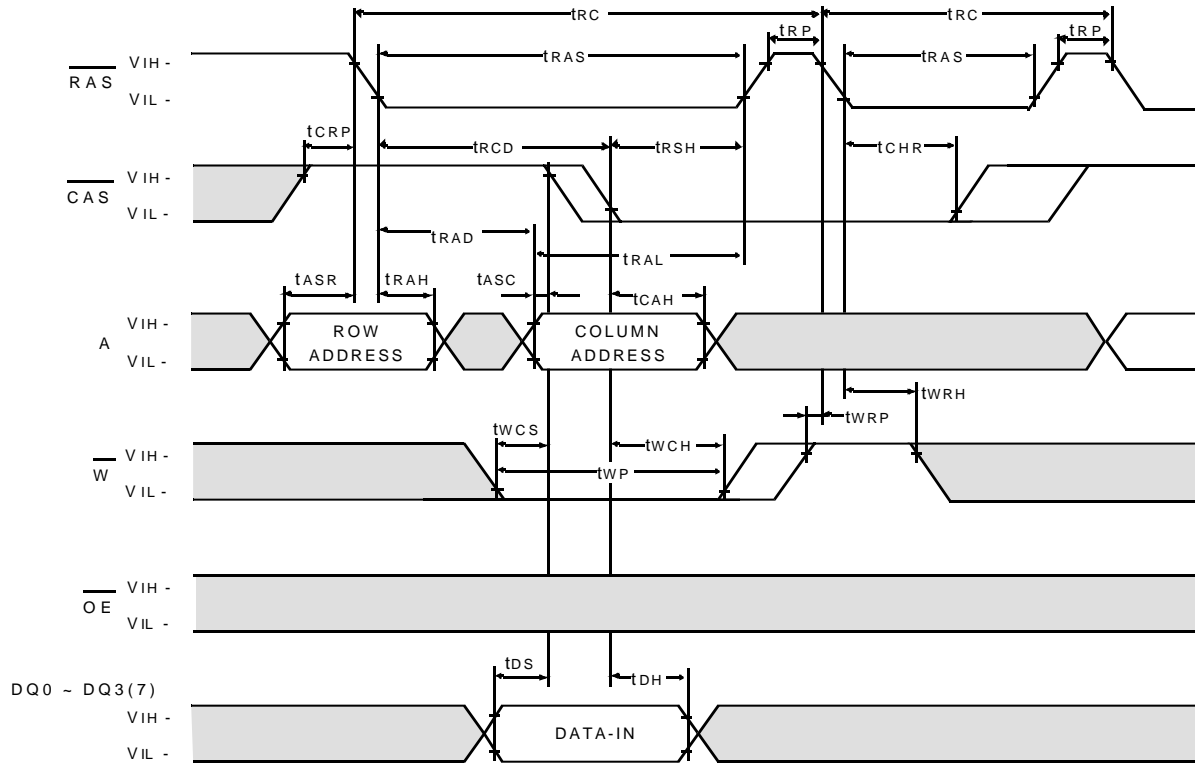 tRC tRC
tRP tRP
VIH -
RAS
VIL -
tRAS tRAS
tCRP
tRCD tRSH tCHR
VIH -
CAS
VIL -
tRAD
tRAL
tASR tRAH tASC tCAH
VIH -
A
VIL -
ROW ADDRESS
COLUMN ADDRESS
tWRH
tWRP
tWCS tWCH
VIH -
W
VIL -
tWP
VIH -
OE
VIL -
tDS tDH
DQ0 ~ DQ3(7)
VIH -
VIL -
DATA-IN